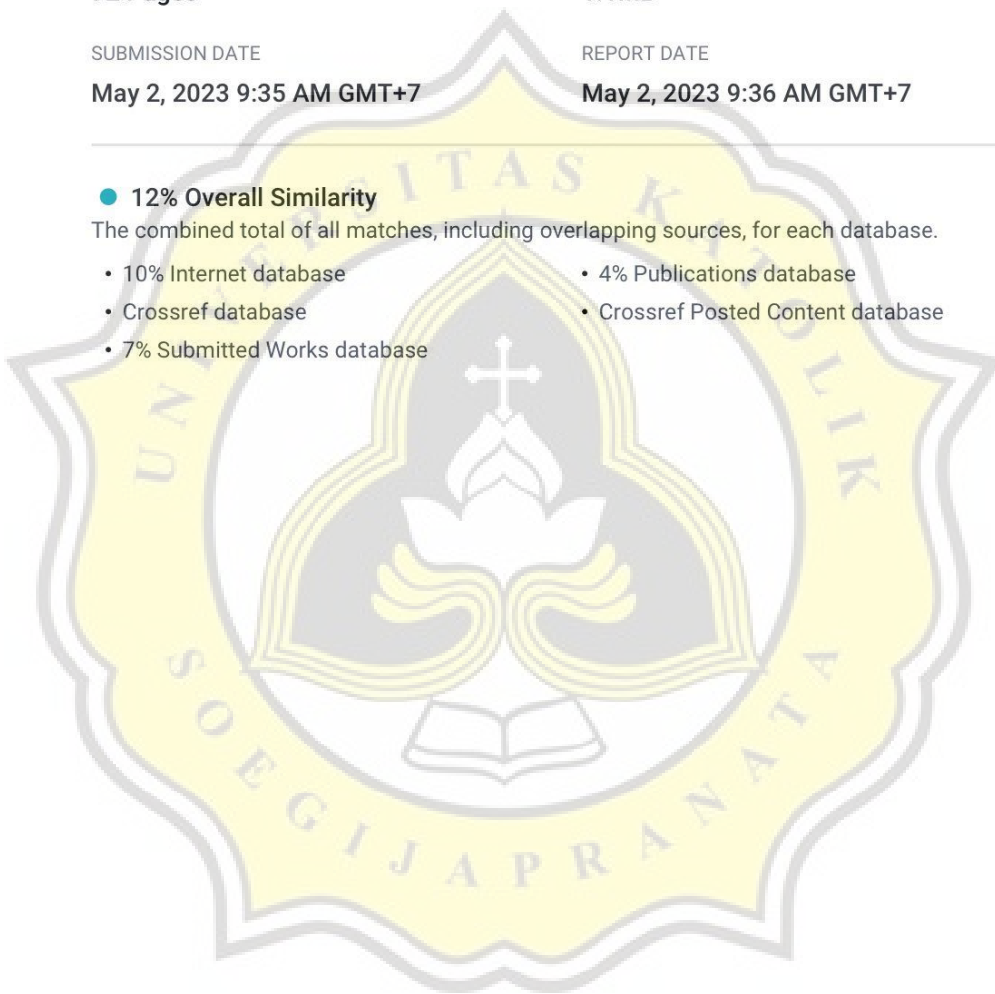 SUBMISSION DATE
REPORT DATE
May 2, 2023 9:35 AM GMT+7
May 2, 2023 9:36 AM GMT+7
12% Overall Similarity
The combined total of all matches, including overlapping sources, for each database.
• 10% Internet database
• 4% Publications database
• Crossref database
• Crossref Posted Content database
• 7% Submitted Works database
UNIVERSITAS KATOLIK
SOEGIJAPRANATA